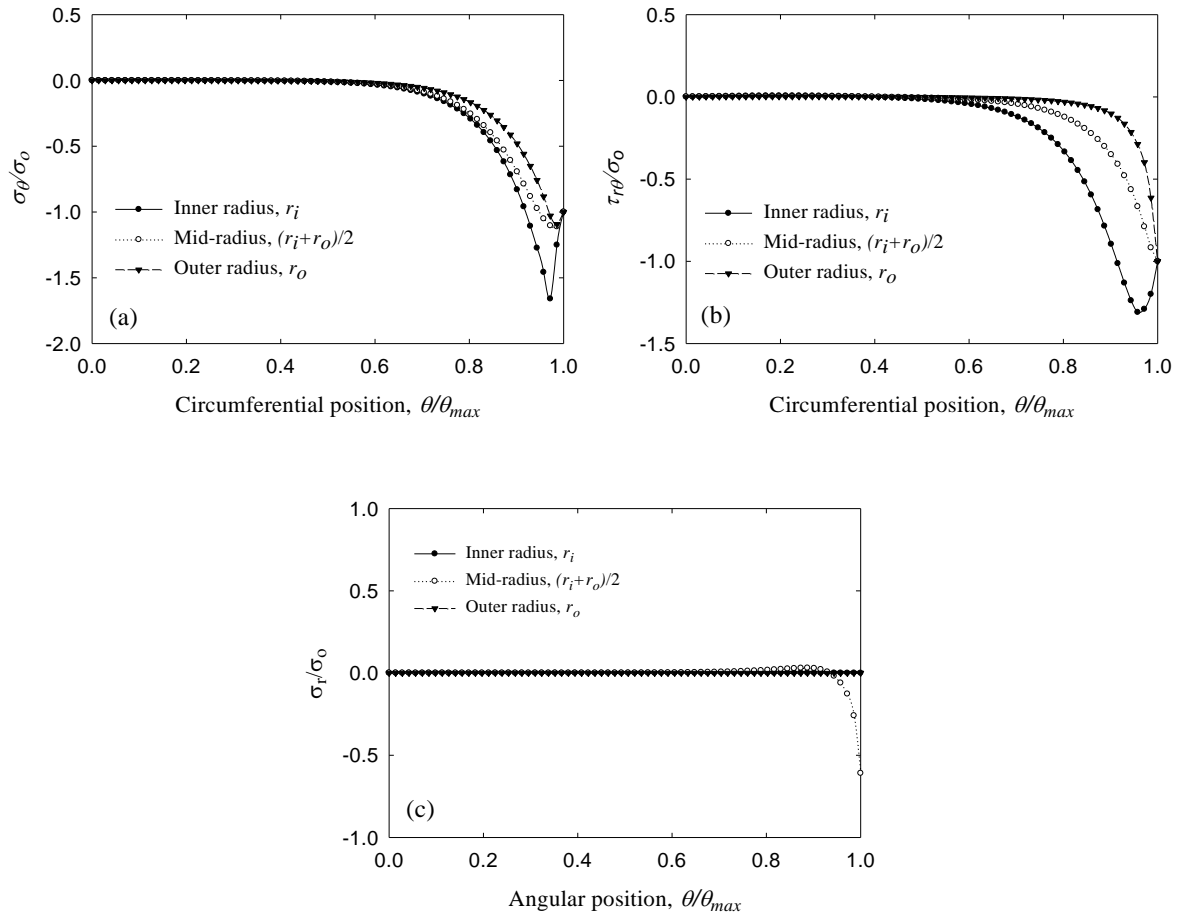 0.5
0.0
-0.5
-1.0
-1.5
-2.0
σθ/σo
Inner radius, ri
Mid-radius, (ri+ro)/2
Outer radius, ro
(a)
0.0 0.2 0.4 0.6 0.8 1.0
Circumferential position, θ/θmax
0.5
0.0
-0.5
-1.0
-1.5
τrθ/σo
Inner radius, ri
Mid-radius, (ri+ro)/2
Outer radius, ro
(b)
0.0 0.2 0.4 0.6 0.8 1.0
Circumferential position, θ/θmax
1.0
0.5
0.0
-0.5
-1.0
σr/σo
Inner radius, ri
Mid-radius, (ri+ro)/2
Outer radius, ro
(c)
0.0 0.2 0.4 0.6 0.8 1.0
Angular position, θ/θmax